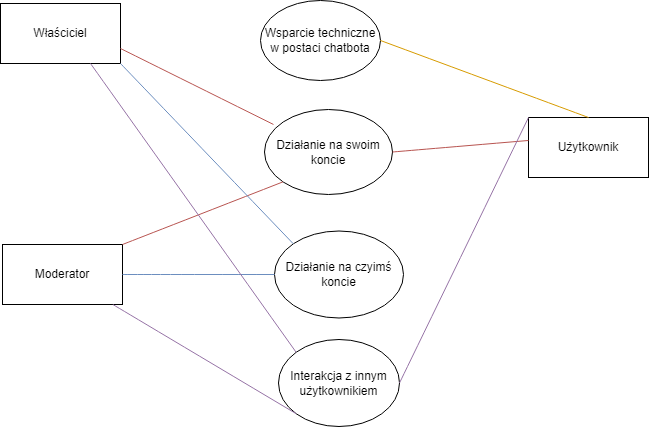 Właściciel
Wsparcie techniczne
w postaci chatbota
Działanie na swoim
koncie
Użytkownik
Moderator
Działanie na czyimś
koncie
Interakcja z innym
użytkownikiem